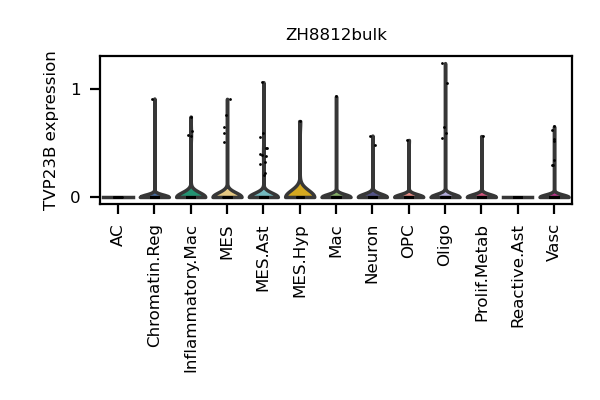 ZH8812bulk
TVP23B expression
1
0
AC
Chromatin.Reg
Inflammatory.Mac
MES
MES.Ast
MES.Hyp
Mac
Neuron
OPC
Oligo
Prolif.Metab
Reactive.Ast
Vasc